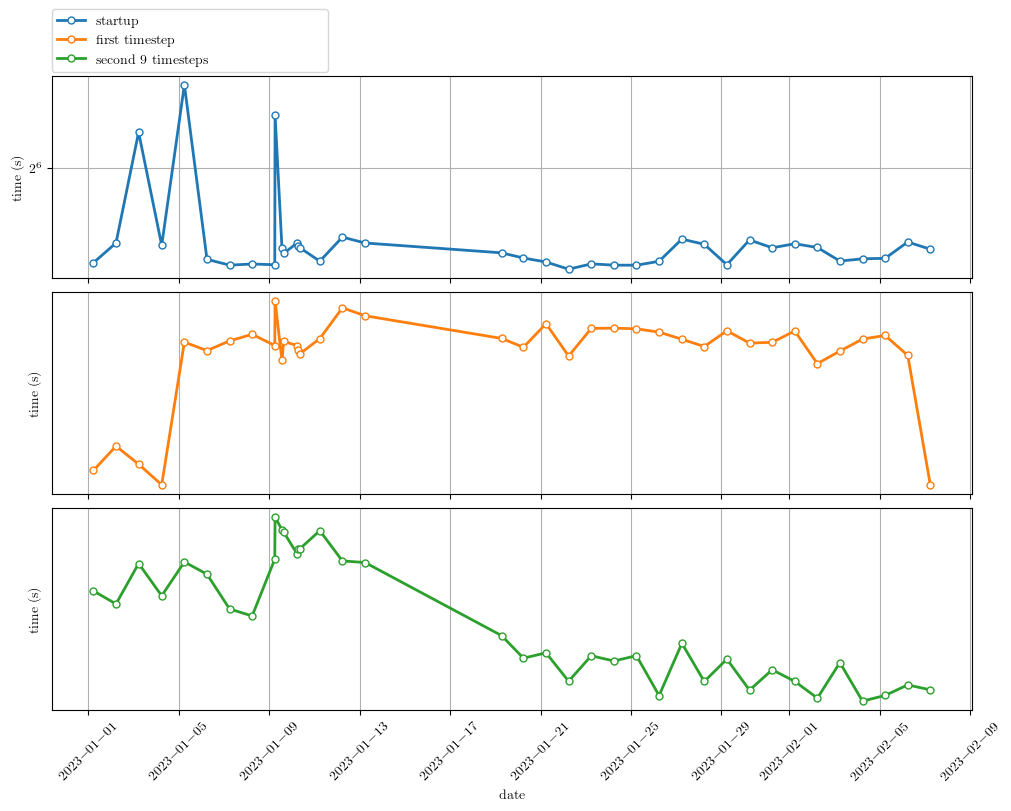 startup
first timestep
second 9 timesteps
time (s)
2⁶
time (s)
time (s)
2023−01−01
2023−01−05
2023−01−09
2023−01−13
2023−01−17
2023−01−21
2023−01−25
2023−01−29
2023−02−01
2023−02−05
2023−02−09
date